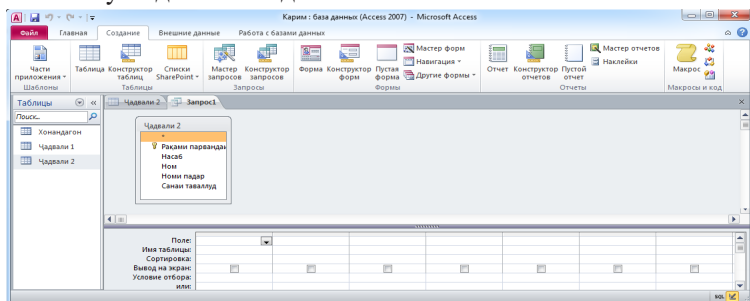 Карим : база данных (Access 2007) - Microsoft Access
Файл Главная Создание Внешние данные Работа с базами данных
Части приложения
Шаблоны
Таблица
Конструктор таблиц
Списки SharePoint
Таблицы
Мастер запросов
Конструктор запросов
Запросы
Форма
Конструктор форм
Пустая форма
Мастер форм
Навигация
Другие формы
Формы
Отчет
Конструктор отчетов
Пустой отчет
Мастер отчетов
Наклейки
Отчеты
Макрос
Макросы и код
Таблицы
Поиск...
Хонандагон
Ҷадвали 1
Ҷадвали 2
Ҷадвали 2 Запрос1
Ҷадвали 2
*
Рақами парвандаи
Насаб
Ном
Номи падар
Санаи таваллуд
Поле:
Имя таблицы:
Сортировка:
Вывод на экран:
Условие отбора:
или:
SQL